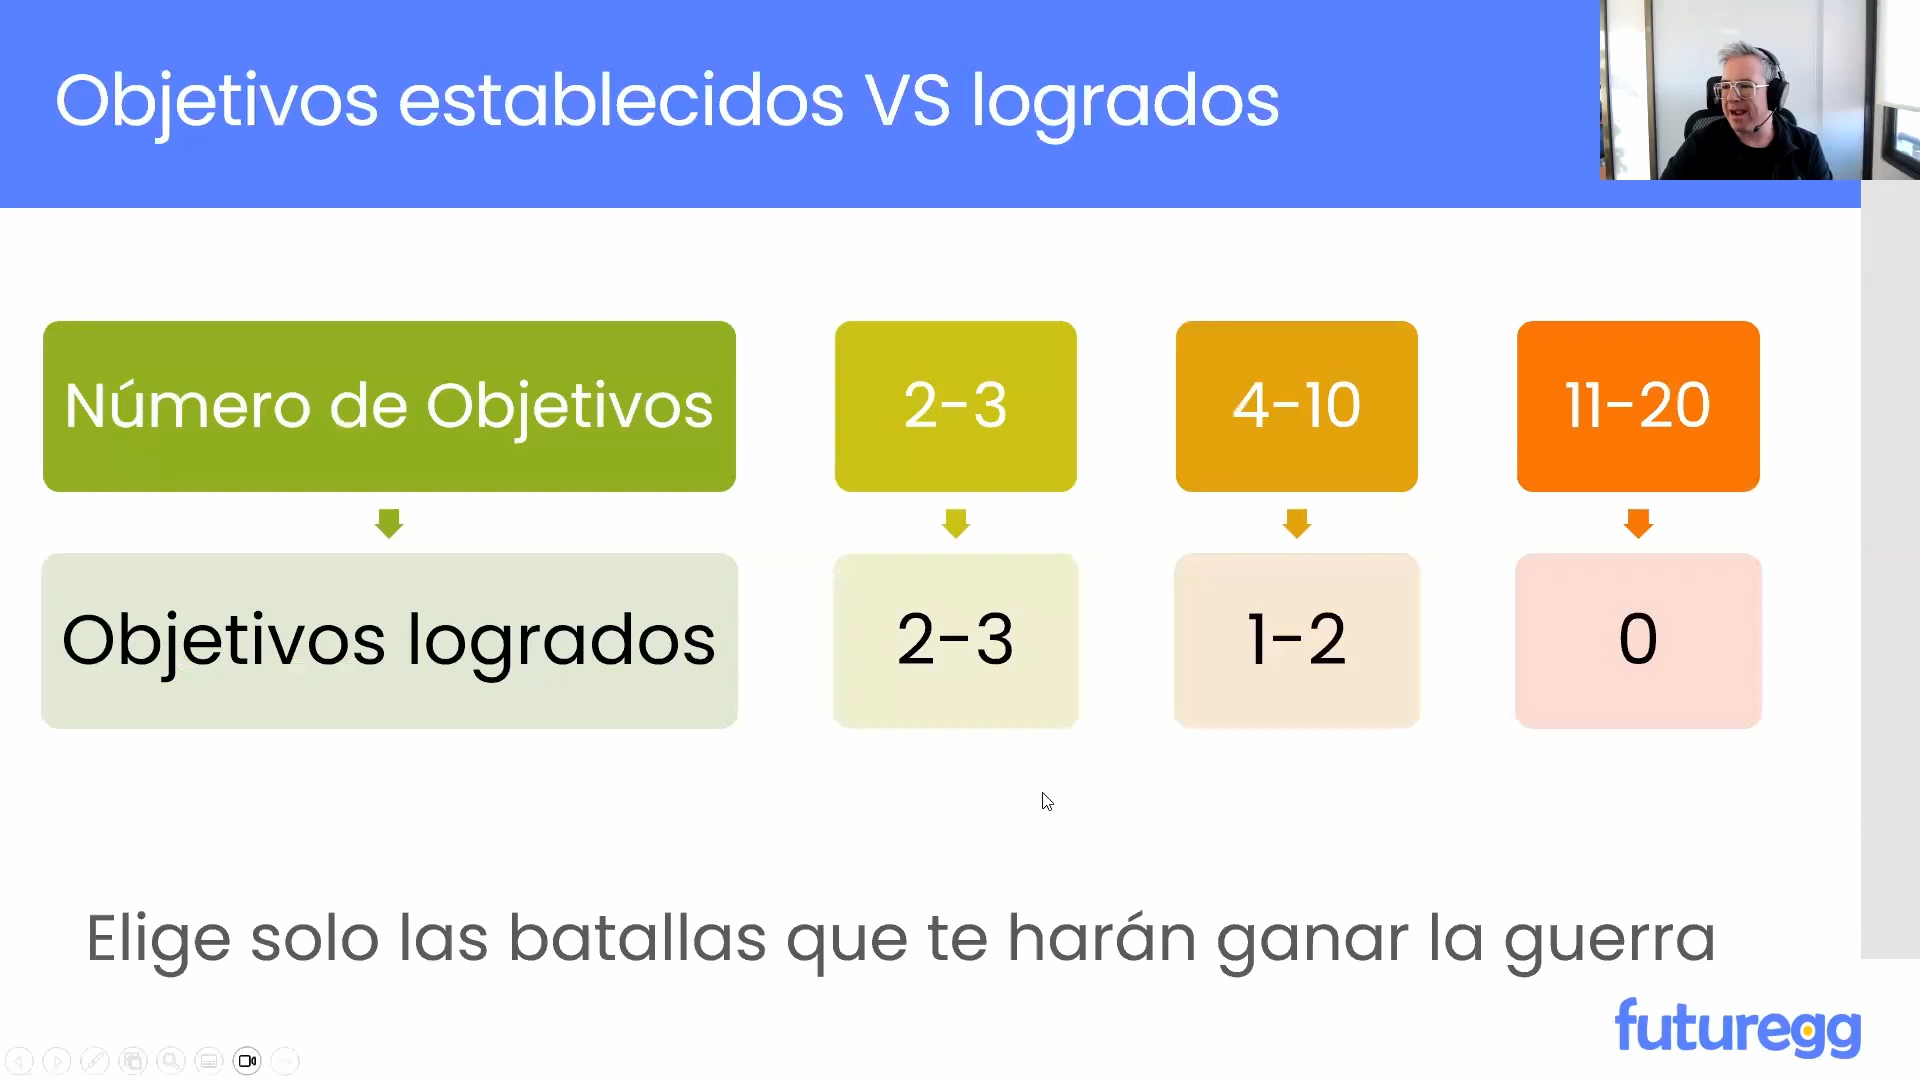 Objetivos establecidos VS logrados
Número de Objetivos
2-3
4-10
11-20
Objetivos logrados
2-3
1-2
0
Elige solo las batallas que te harán ganar la guerra
futuregg